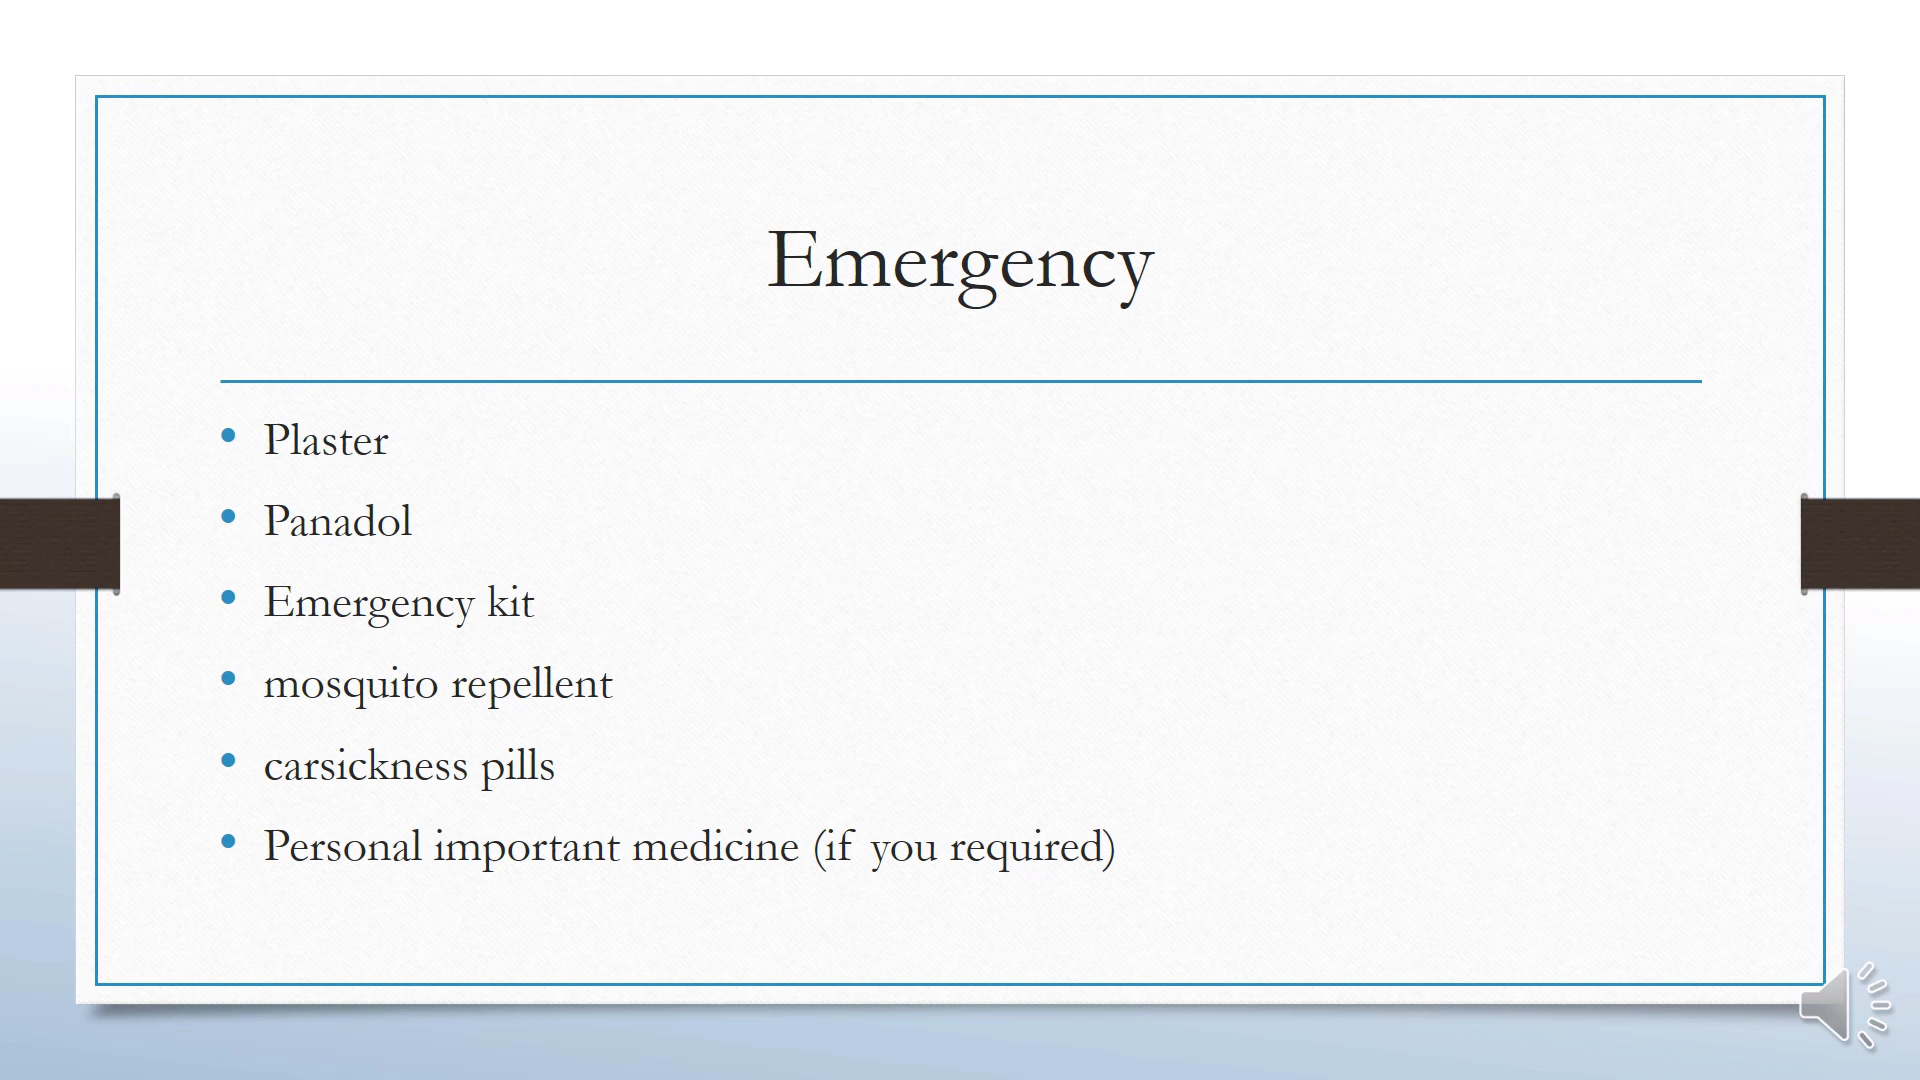 Emergency
• Plaster
• Panadol
• Emergency kit
• mosquito repellent
• carsickness pills
• Personal important medicine (if you required)